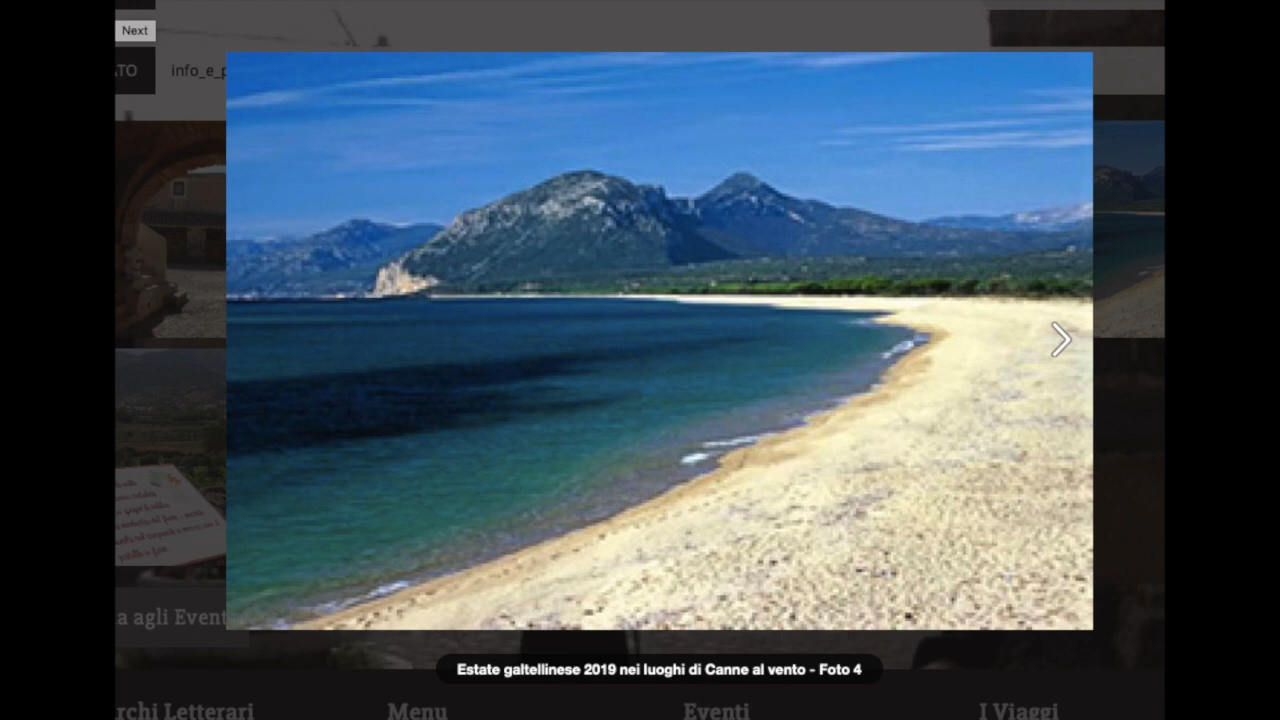 Next
ATO
info_e_p
a agli Event
Estate galtellinese 2019 nei luoghi di Canne al vento - Foto 4
rchi Letterari
Menu
Eventi
I Viaggi